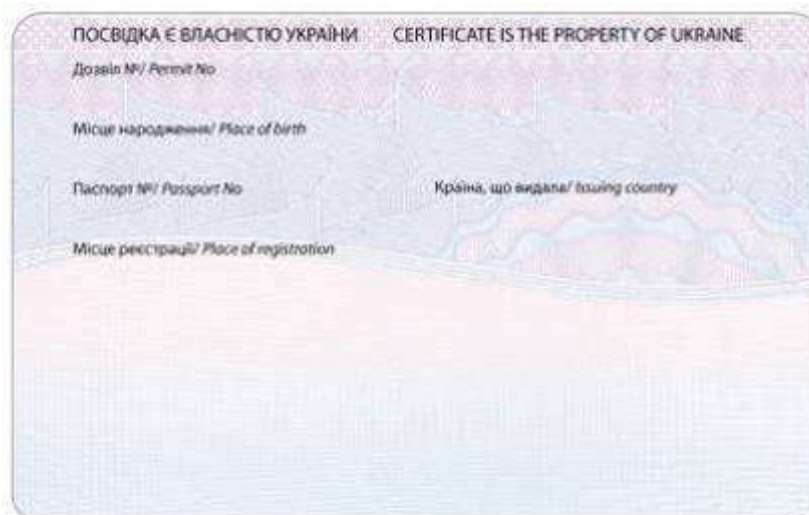 ПОСВІДКА Є ВЛАСНІСТЮ УКРАЇНИ CERTIFICATE IS THE PROPERTY OF UKRAINE
Дозвіл №/ Permit No
Місце народження/ Place of birth
Паспорт №/ Passport No Країна, що видала/ Issuing country
Місце реєстрації/ Place of registration